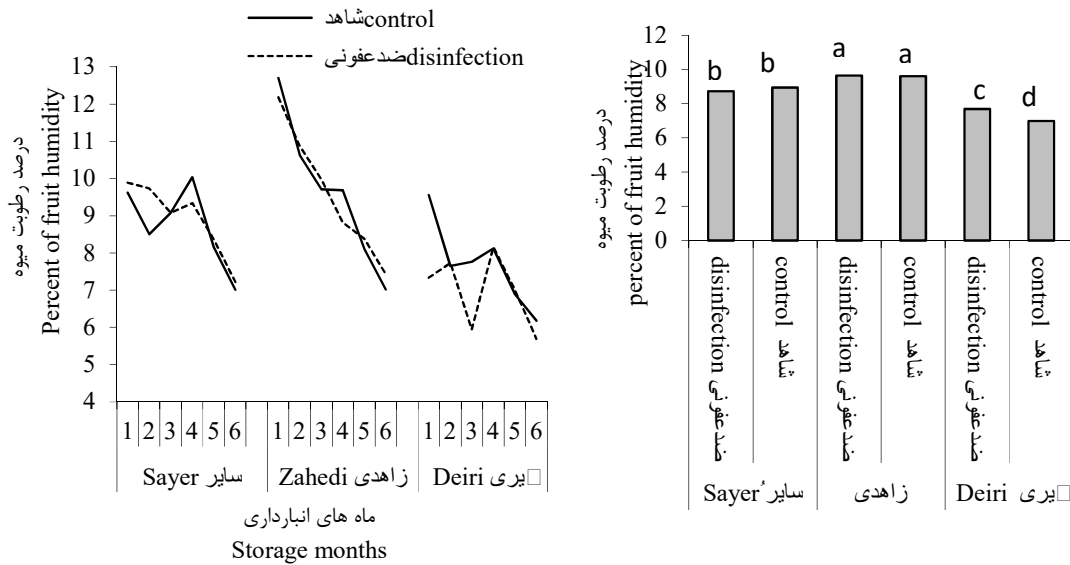 شاهدcontrol
ضدعفونیdisinfection
درصد رطوبت میوه
Percent of fruit humidity
13
12
11
10
9
8
7
6
5
4
1 2 3 4 5 6 1 2 3 4 5 6 1 2 3 4 5 6
Sayer سایر Zahedi زاهدی Deiri □یری
ماه های انبارداری
Storage months
درصد رطوبت میوه
percent of fruit humidity
12
10
8
6
4
2
0
b b a a c d
disinfection ضدعفونی
control شاهد
disinfection ضدعفونی
control شاهد
disinfection ضدعفونی
control شاهد
Sayer ُسایر زاهدی Deiri □یری